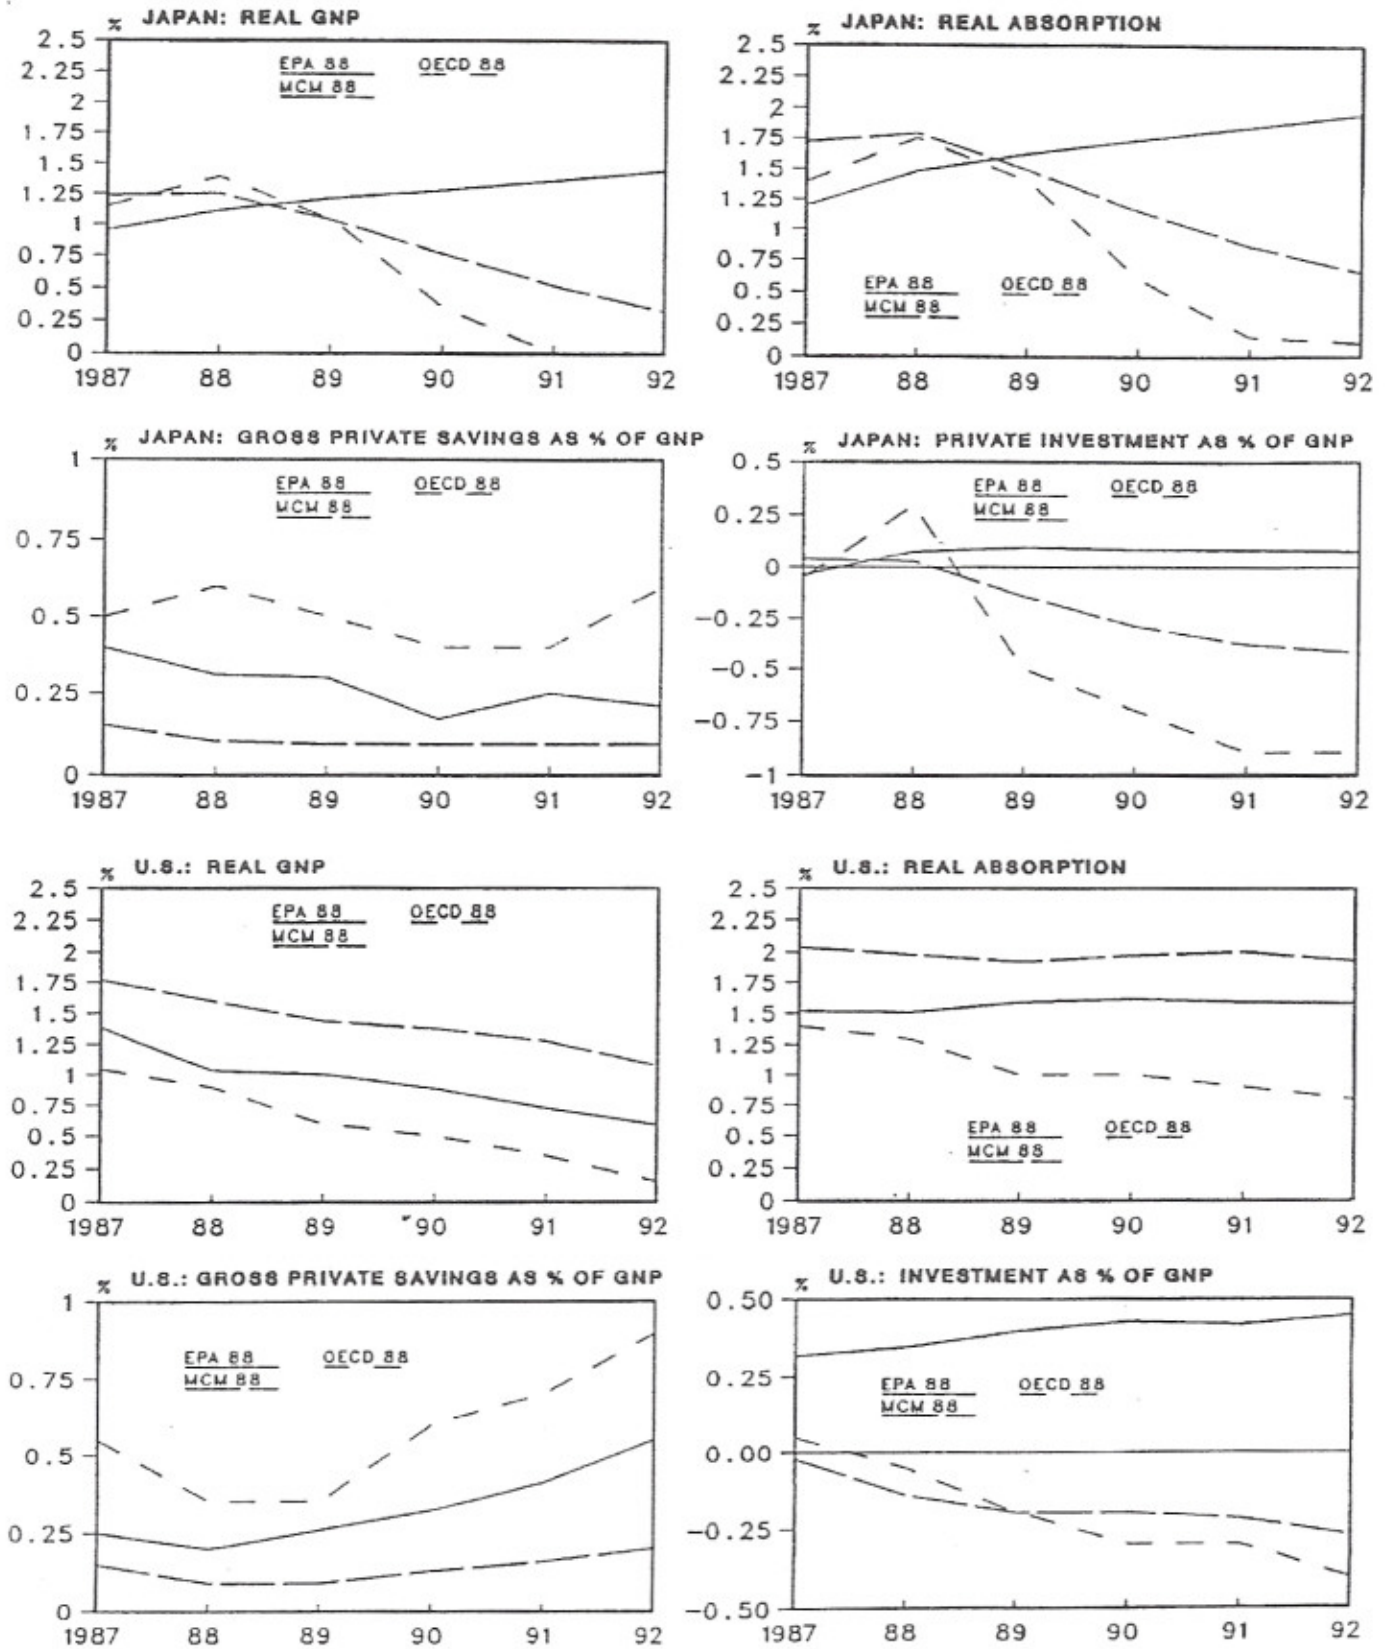 % JAPAN: REAL GNP
2.5
2.25
2
1.75
1.5
1.25
1
0.75
0.5
0.25
0
EPA 88 OECD 88
MCM 88
1987 88 89 90 91 92
% JAPAN: REAL ABSORPTION
2.5
2.25
2
1.75
1.5
1.25
1
0.75
0.5
0.25
0
EPA 88 OECD 88
MCM 88
1987 88 89 90 91 92
% JAPAN: GROSS PRIVATE SAVINGS AS % OF GNP
1
0.75
0.5
0.25
0
EPA 88 OECD 88
MCM 88
1987 88 89 90 91 92
% JAPAN: PRIVATE INVESTMENT AS % OF GNP
0.5
0.25
0
-0.25
-0.5
-0.75
-1
EPA 88 OECD 88
MCM 88
1987 88 89 90 91 92
% U.S.: REAL GNP
2.5
2.25
2
1.75
1.5
1.25
1
0.75
0.5
0.25
0
EPA 88 OECD 88
MCM 88
1987 88 89 90 91 92
% U.S.: REAL ABSORPTION
2.5
2.25
2
1.75
1.5
1.25
1
0.75
0.5
0.25
0
EPA 88 OECD 88
MCM 88
1987 88 89 90 91 92
% U.S.: GROSS PRIVATE SAVINGS AS % OF GNP
1
0.75
0.5
0.25
0
EPA 88 OECD 88
MCM 88
1987 88 89 90 91 92
% U.S.: INVESTMENT AS % OF GNP
0.50
0.25
0.00
-0.25
-0.50
EPA 88 OECD 88
MCM 88
1987 88 89 90 91 92